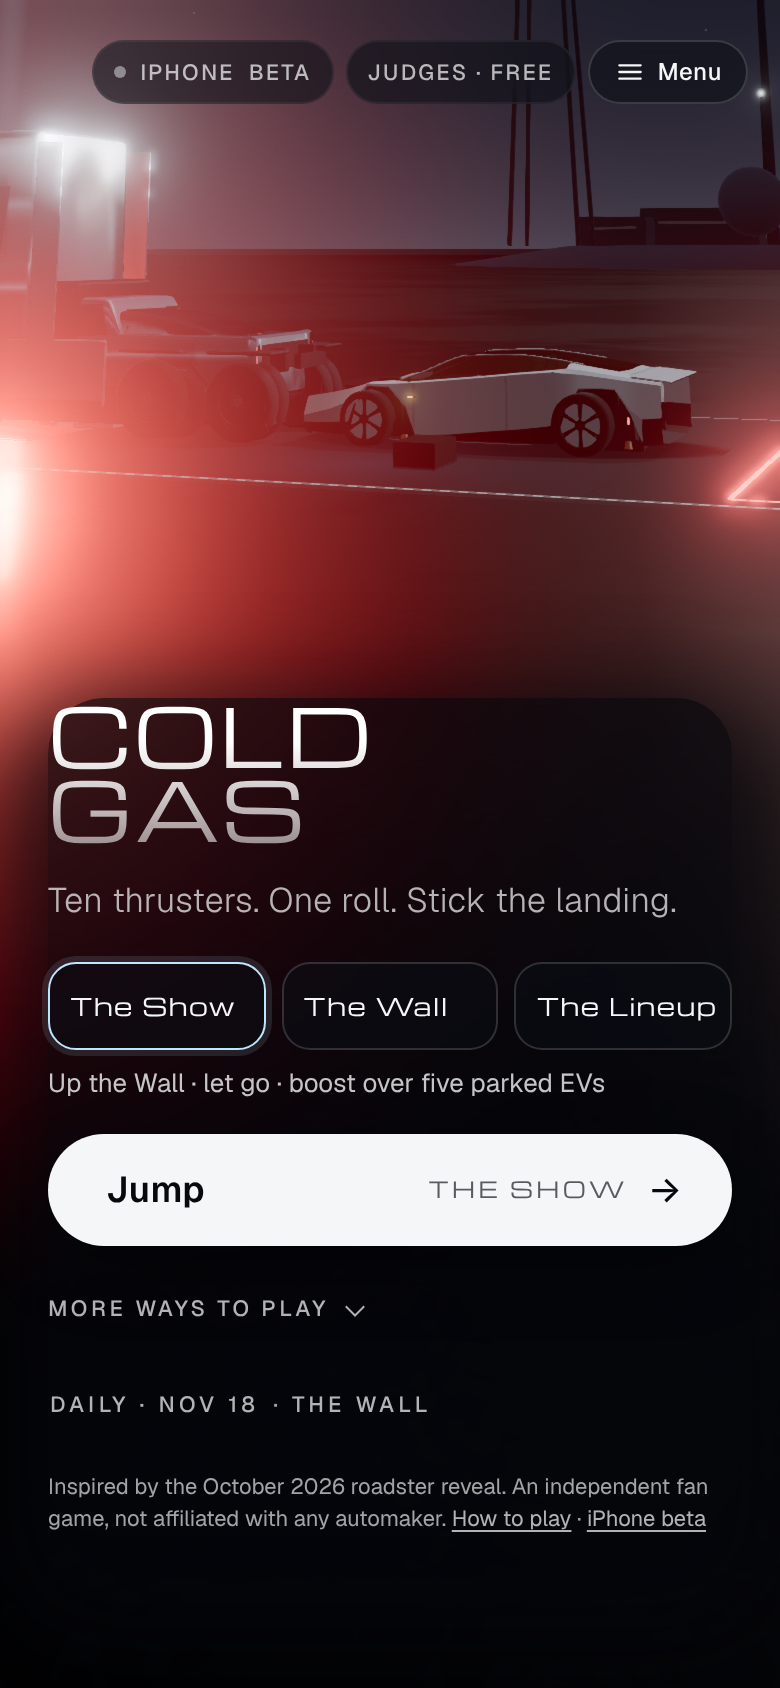 IPHONE BETA
JUDGES · FREE
Menu
COLD
GAS
Ten thrusters. One roll. Stick the landing.
The Show
The Wall
The Lineup
Up the Wall · let go · boost over five parked EVs
Jump THE SHOW →
MORE WAYS TO PLAY
DAILY · NOV 18 · THE WALL
Inspired by the October 2026 roadster reveal. An independent fan
game, not affiliated with any automaker. How to play · iPhone beta